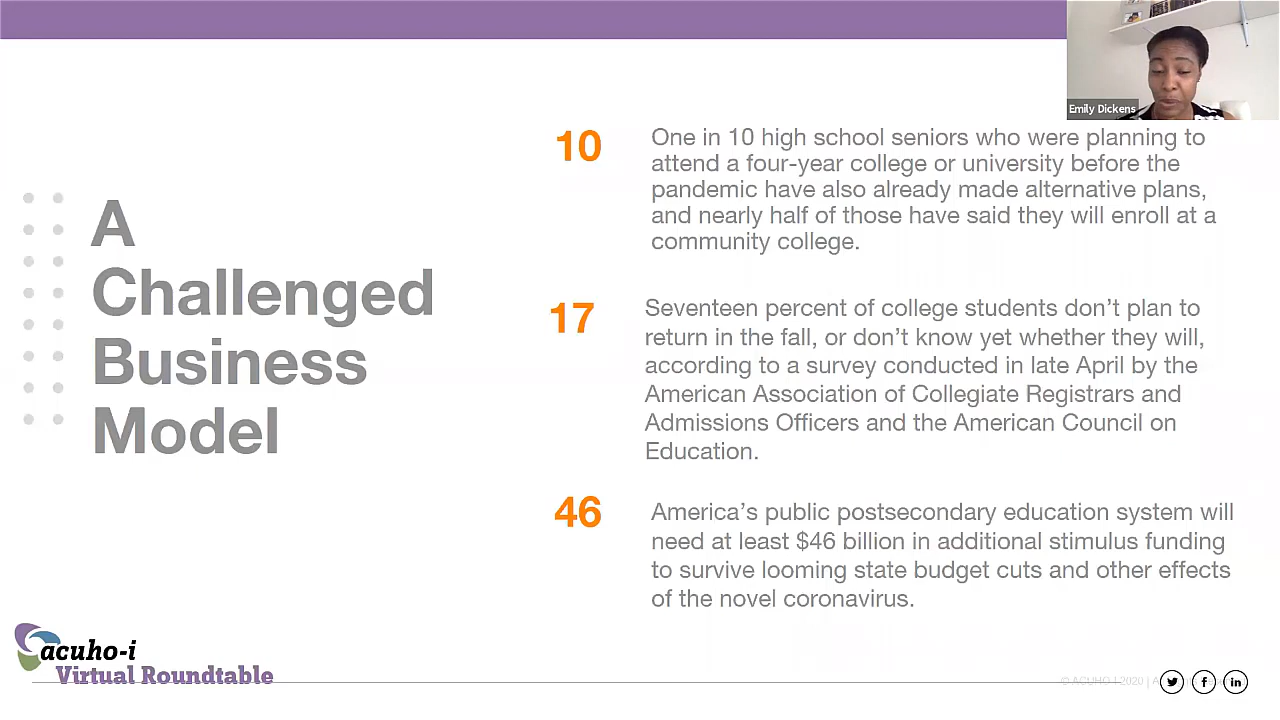 Emily Dickens
A
Challenged
Business
Model
10
One in 10 high school seniors who were planning to
attend a four-year college or university before the
pandemic have also already made alternative plans,
and nearly half of those have said they will enroll at a
community college.
17
Seventeen percent of college students don’t plan to
return in the fall, or don’t know yet whether they will,
according to a survey conducted in late April by the
American Association of Collegiate Registrars and
Admissions Officers and the American Council on
Education.
46
America’s public postsecondary education system will
need at least $46 billion in additional stimulus funding
to survive looming state budget cuts and other effects
of the novel coronavirus.
acuho-i
Virtual Roundtable
© ACUHO-I 2020 |